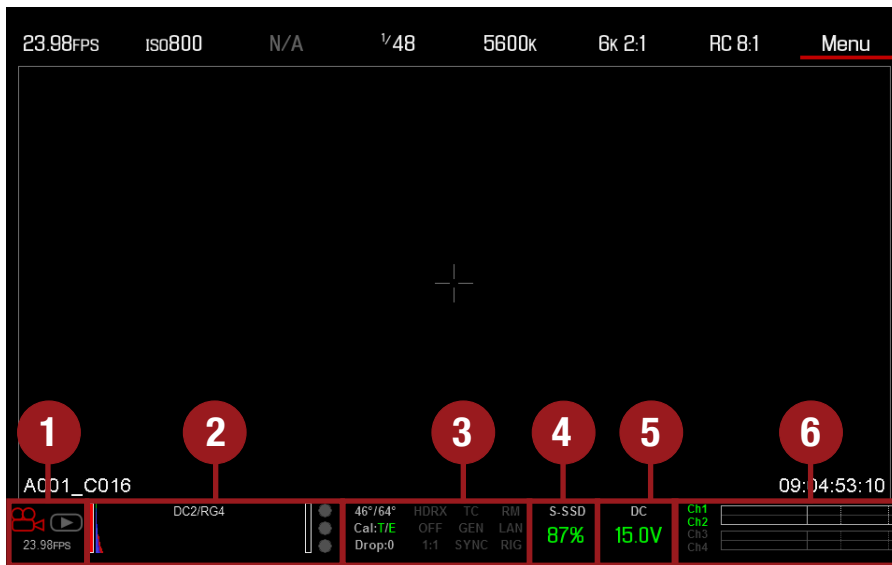 23.98FPS ISO800 N/A 1/48 5600K 6K 2:1 RC 8:1 Menu
1 2 3 4 5 6
A001_C016 09:04:53:10
DC2/RG4 46°/64° HDRX TC RM S-SSD DC Ch1
Cal:T/E OFF GEN LAN 87% 15.0V Ch2
23.98FPS Drop:0 1:1 SYNC RIG Ch3
Ch4